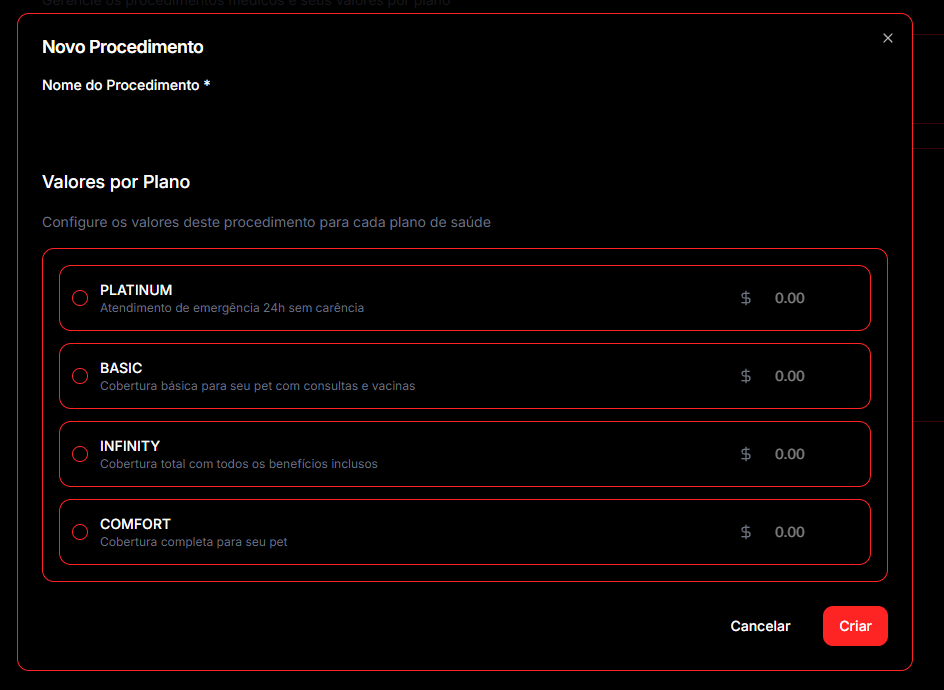 Gerencie os procedimentos médicos e seus valores por plano
Novo Procedimento
Nome do Procedimento *
Valores por Plano
Configure os valores deste procedimento para cada plano de saúde
PLATINUM
Atendimento de emergência 24h sem carência
$ 0.00
BASIC
Cobertura básica para seu pet com consultas e vacinas
$ 0.00
INFINITY
Cobertura total com todos os benefícios inclusos
$ 0.00
COMFORT
Cobertura completa para seu pet
$ 0.00
Cancelar
Criar